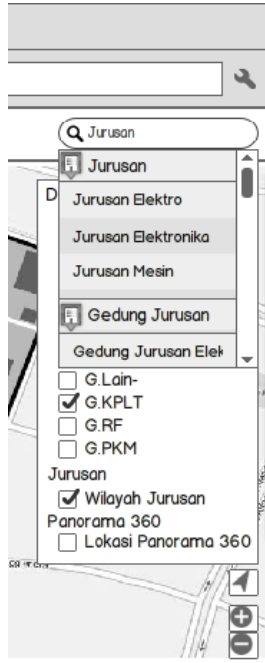 Jurusan
Jurusan
D
Jurusan Elektro
Jurusan Elektronika
Jurusan Mesin
Gedung Jurusan
Gedung Jurusan Elek
G.Lain-
G.KPLT
G.RF
G.PKM
Jurusan
Wilayah Jurusan
Panorama 360
Lokasi Panorama 360